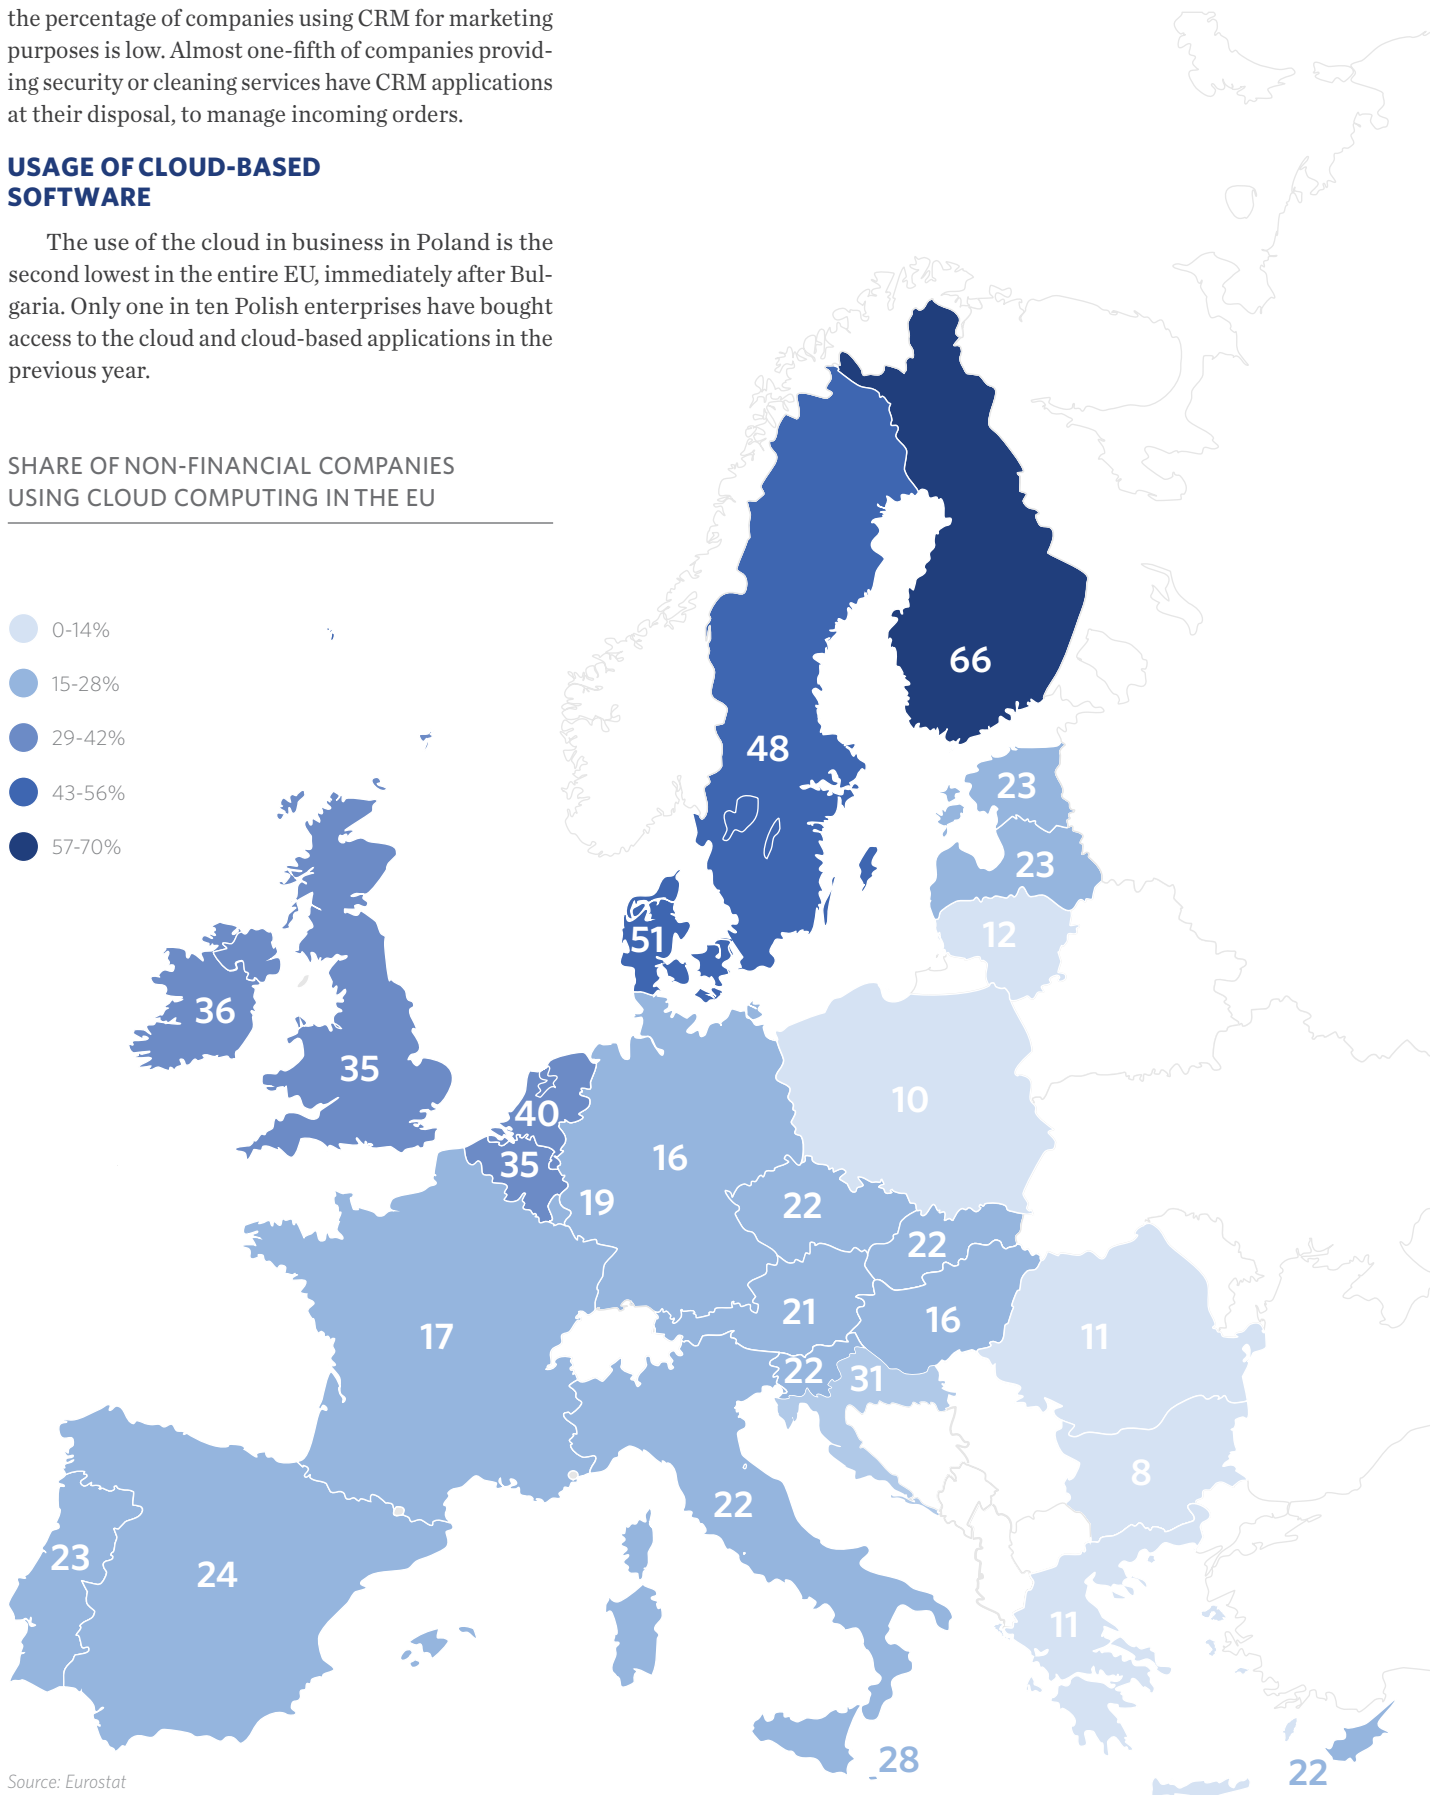 the percentage of companies using CRM for marketing
purposes is low. Almost one-fifth of companies provid-
ing security or cleaning services have CRM applications
at their disposal, to manage incoming orders.
USAGE OF CLOUD-BASED
SOFTWARE
The use of the cloud in business in Poland is the
second lowest in the entire EU, immediately after Bul-
garia. Only one in ten Polish enterprises have bought
access to the cloud and cloud-based applications in the
previous year.
SHARE OF NON-FINANCIAL COMPANIES
USING CLOUD COMPUTING IN THE EU
0-14%
15-28%
29-42%
43-56%
57-70%
66
48
23
23
12
51
36
35
40
35
10
16
19
22
22
21
16
17
22
31
11
8
22
23
24
11
28
22
Source: Eurostat